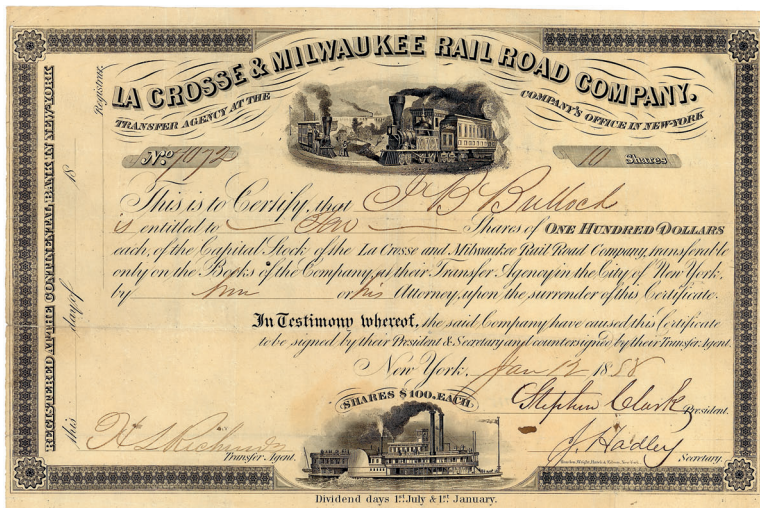 LA CROSSE & MILWAUKEE RAIL ROAD COMPANY.
TRANSFER AGENCY AT THE COMPANY'S OFFICE IN NEW-YORK
No 7072 10 Shares
This is to Certify, that J B Bulloch
is entitled to Ten Shares of ONE HUNDRED DOLLARS
each, of the Capital Stock of the La Crosse and Milwaukee Rail Road Company, transferable
only on the Books of the Company, at their Transfer Agency in the City of New York,
by him or his Attorney, upon the surrender of this Certificate.
In Testimony whereof, the said Company have caused this Certificate
to be signed by their President & Secretary and countersigned by their Transfer Agent.
New York, Jan 12 1858
SHARES $100. EACH
Stephen Clark President.
J. Hadley Secretary.
Transfer Agent.
Dividend days 1st July & 1st January.
REGISTERED AT THE CONTINENTAL BANK IN NEW-YORK
this day of 18 Registrar.